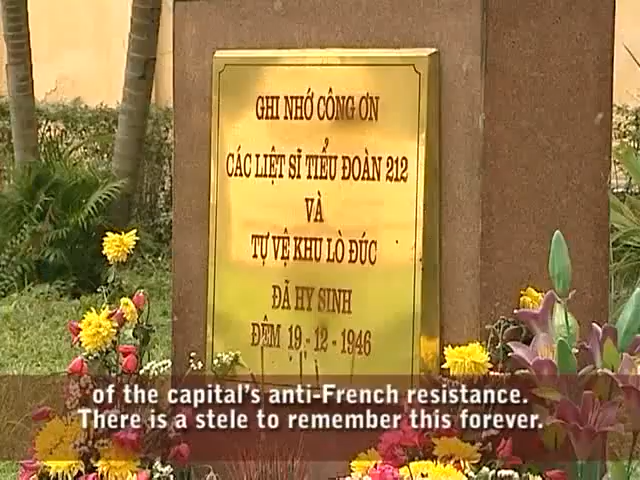 GHI NHỚ CÔNG ƠN
CÁC LIỆT SĨ TIỂU ĐOÀN 212
VÀ
TỰ VỆ KHU LÒ ĐÚC
ĐÃ HY SINH
ĐÊM 19 - 12 - 1946
of the capital's anti-French resistance.
There is a stele to remember this forever.